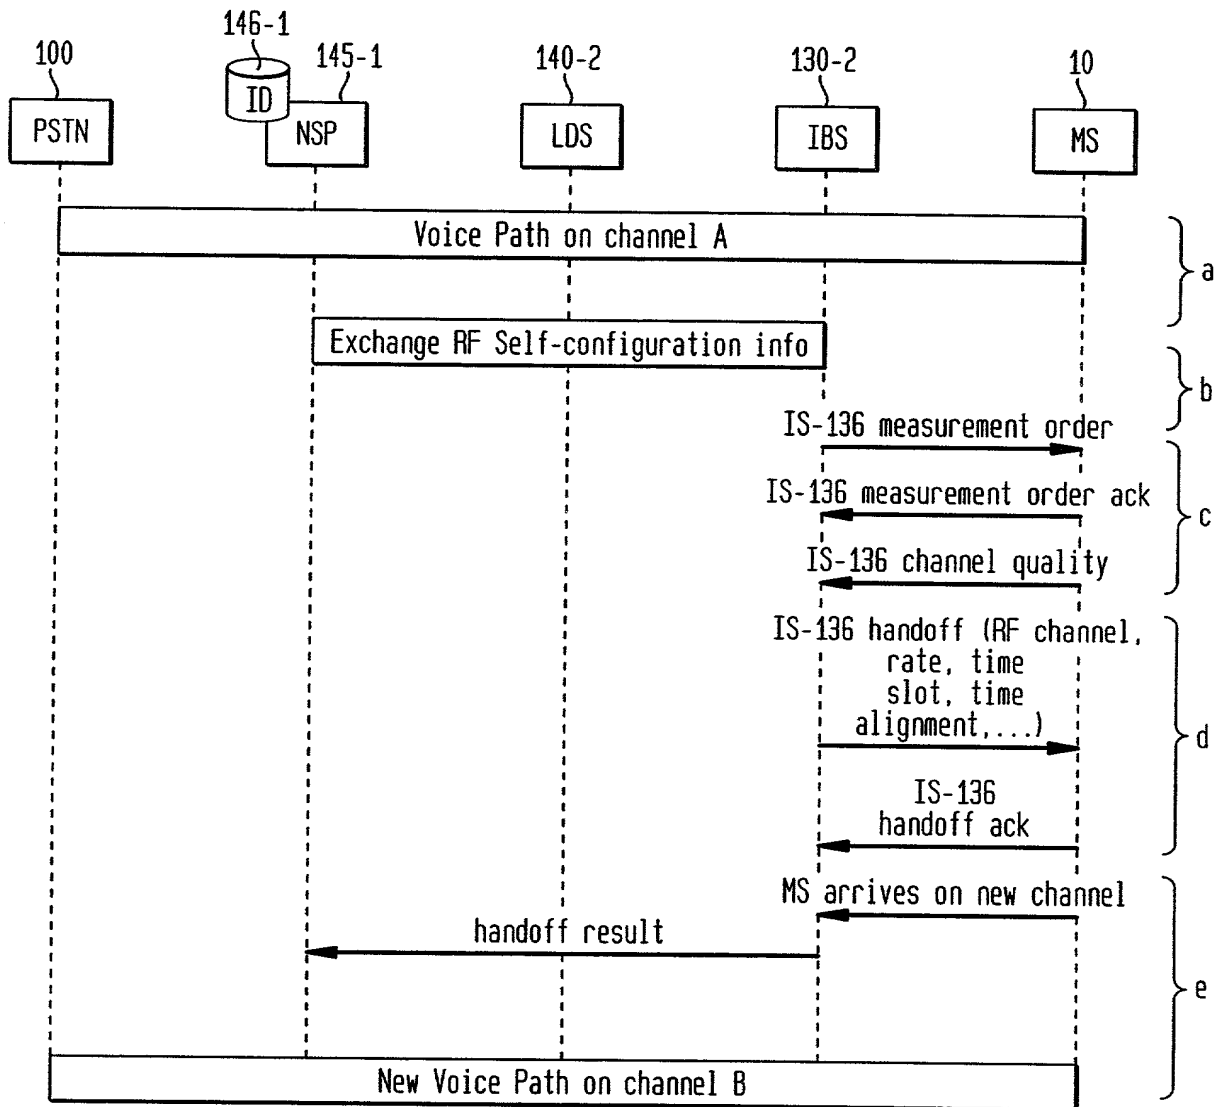 146-1
100
145-1
140-2
130-2
10
ID
PSTN
NSP
LDS
IBS
MS
Voice Path on channel A
a
Exchange RF Self-configuration info
b
IS-136 measurement order
IS-136 measurement order ack
c
IS-136 channel quality
IS-136 handoff (RF channel,
rate, time
slot, time
alignment,...)
d
IS-136
handoff ack
MS arrives on new channel
handoff result
e
New Voice Path on channel B